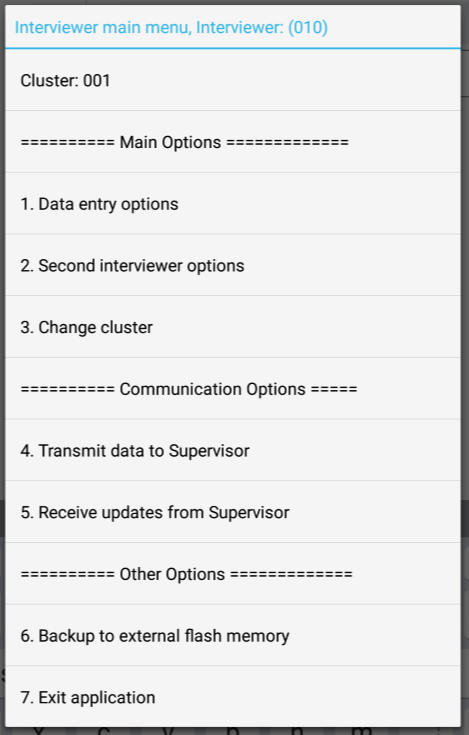 Interviewer main menu, Interviewer: (010)
Cluster: 001
========== Main Options =============
1. Data entry options
2. Second interviewer options
3. Change cluster
========== Communication Options =====
4. Transmit data to Supervisor
5. Receive updates from Supervisor
========== Other Options =============
6. Backup to external flash memory
7. Exit application